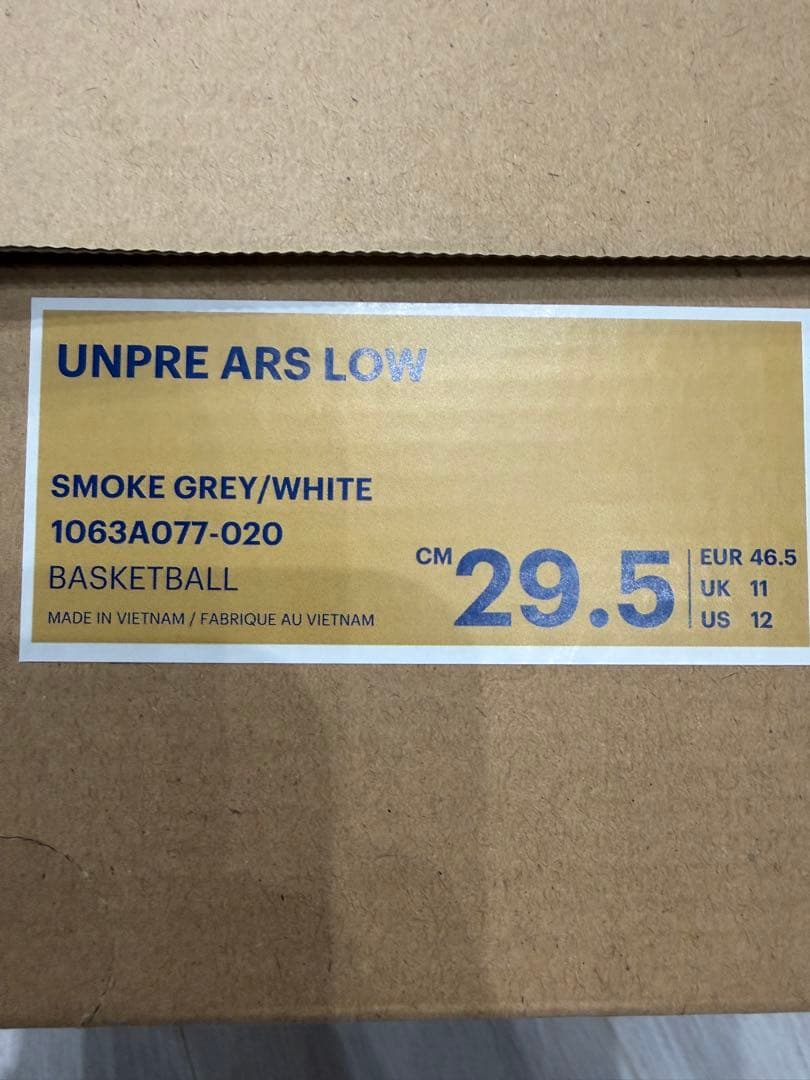 UNPRE ARS LOW
SMOKE GREY/WHITE
1063A077-020
BASKETBALL
MADE IN VIETNAM / FABRIQUE AU VIETNAM
CM 29.5
EUR 46.5
UK 11
US 12